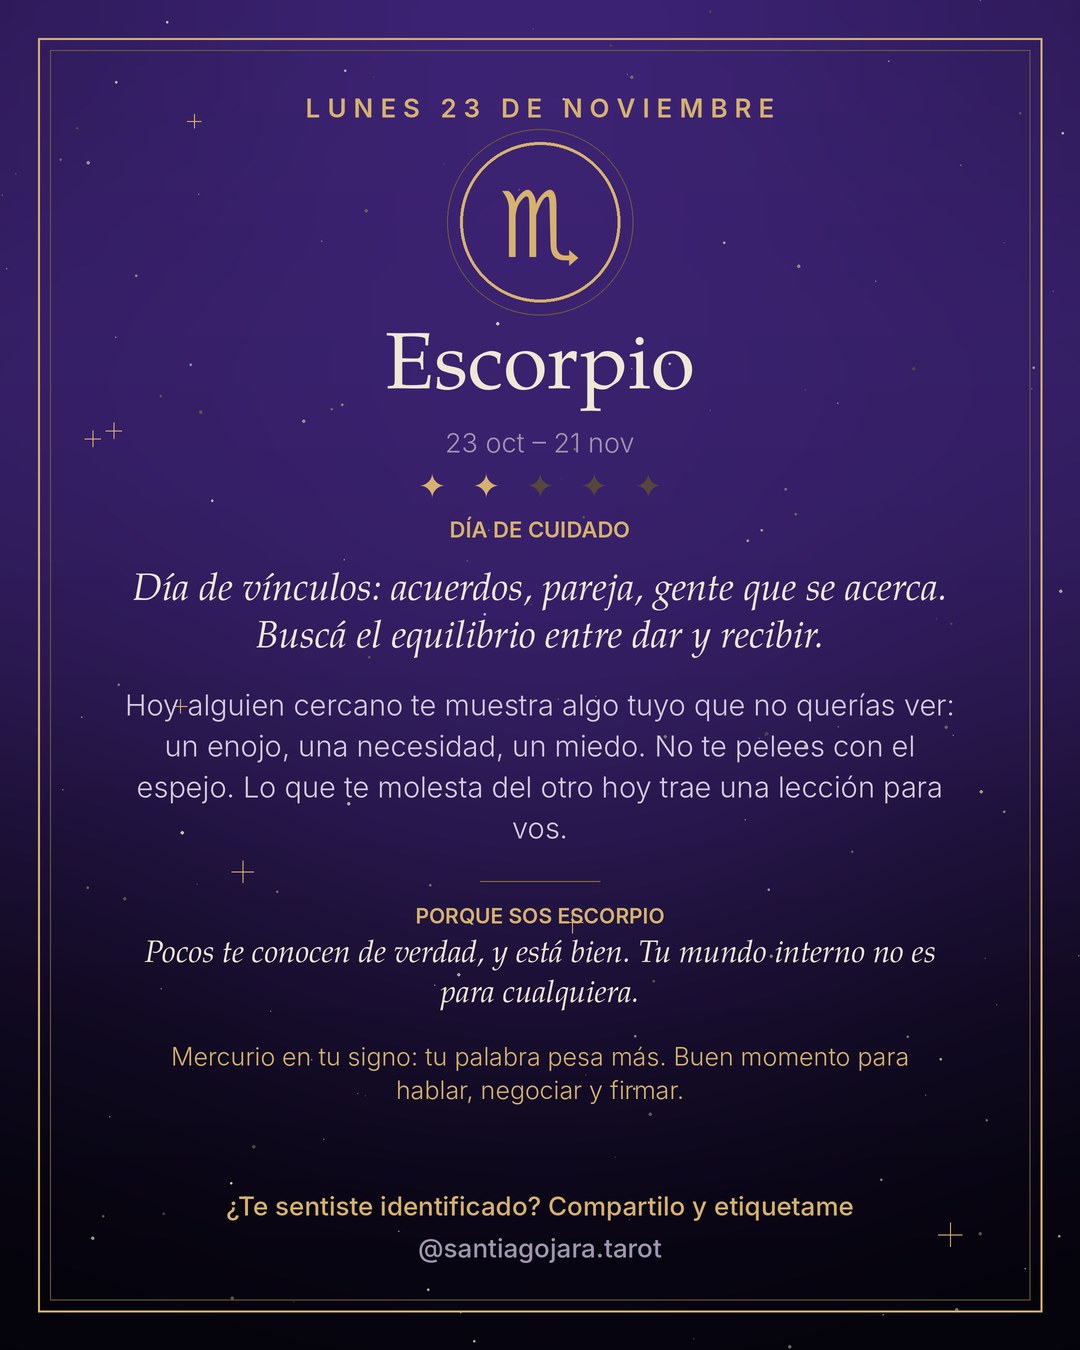 LUNES 23 DE NOVIEMBRE
♏
Escorpio
23 oct – 21 nov
DÍA DE CUIDADO
Día de vínculos: acuerdos, pareja, gente que se acerca.
Buscá el equilibrio entre dar y recibir.
Hoy alguien cercano te muestra algo tuyo que no querías ver:
un enojo, una necesidad, un miedo. No te pelees con el
espejo. Lo que te molesta del otro hoy trae una lección para
vos.
PORQUE SOS ESCORPIO
Pocos te conocen de verdad, y está bien. Tu mundo interno no es
para cualquiera.
Mercurio en tu signo: tu palabra pesa más. Buen momento para
hablar, negociar y firmar.
¿Te sentiste identificado? Compartilo y etiquetame
@santiagojara.tarot